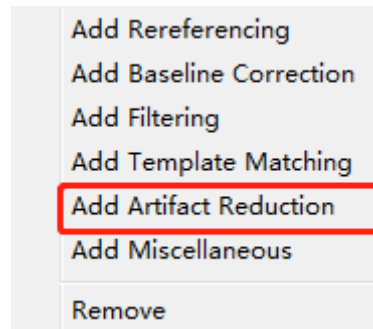 Add Rereferencing
Add Baseline Correction
Add Filtering
Add Template Matching
Add Artifact Reduction
Add Miscellaneous
Remove